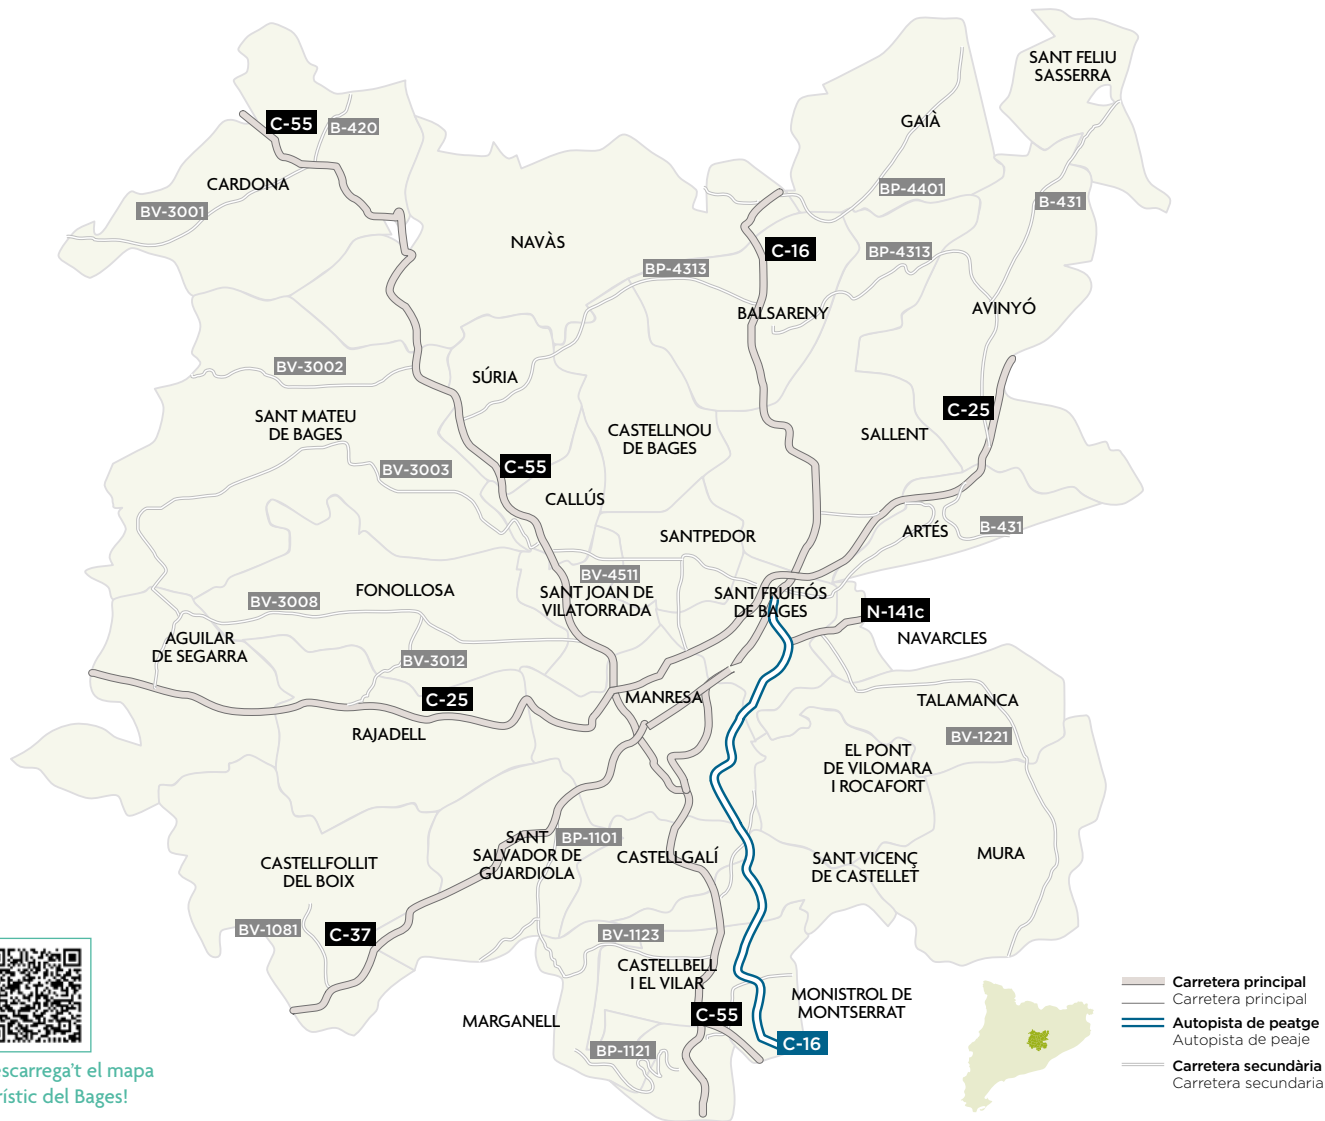 SANT FELIU
SASSERRA
GAIÀ
C-55
B-420
CARDONA
BV-3001
BP-4401
B-431
NAVÀS
C-16
BP-4313
BP-4313
BALSARENY
AVINYÓ
BV-3002
SÚRIA
C-25
SANT MATEU
DE BAGES
CASTELLNOU
DE BAGES
SALLENT
BV-3003
C-55
CALLÚS
SANTPEDOR
ARTÉS
B-431
BV-4511
FONOLLOSA
SANT JOAN DE
VILATORRADA
SANT FRUITÓS
DE BAGES
BV-3008
N-141c
NAVARCLES
AGUILAR
DE SEGARRA
BV-3012
C-25
MANRESA
TALAMANCA
RAJADELL
BV-1221
EL PONT
DE VILOMARA
I ROCAFORT
SANT
SALVADOR DE
GUARDIOLA
BP-1101
CASTELLGALÍ
SANT VICENÇ
DE CASTELLET
MURA
CASTELLFOLLIT
DEL BOIX
BV-1081
C-37
BV-1123
CASTELLBELL
I EL VILAR
MONISTROL DE
MONTSERRAT
C-55
MARGANELL
C-16
BP-1121
escarrega't el mapa
rístic del Bages!
Carretera principal
Carretera principal
Autopista de peatge
Autopista de peaje
Carretera secundària
Carretera secundaria